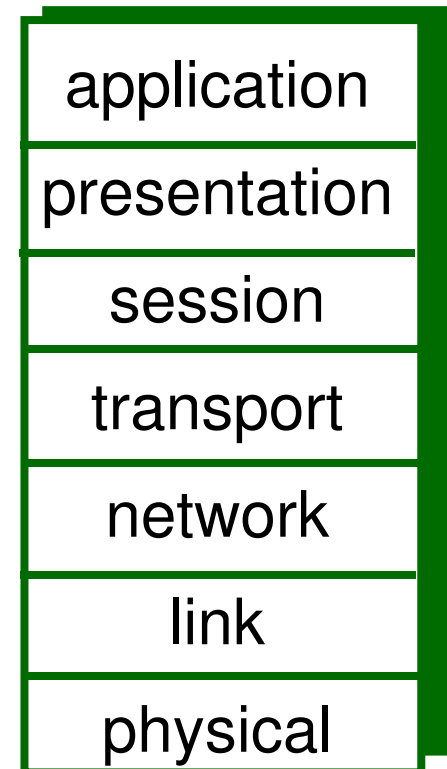 application
presentation
session
transport
network
link
physical